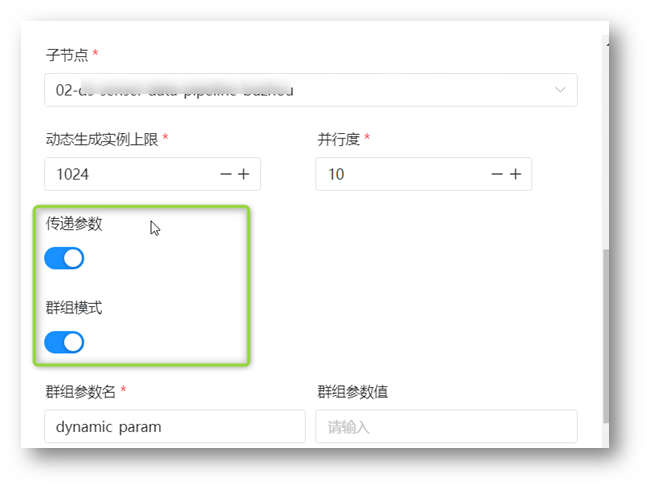 子节点 *
02-
动态生成实例上限 *
并行度 *
1024
10
传递参数
群组模式
群组参数名 *
群组参数值
dynamic param
请输入